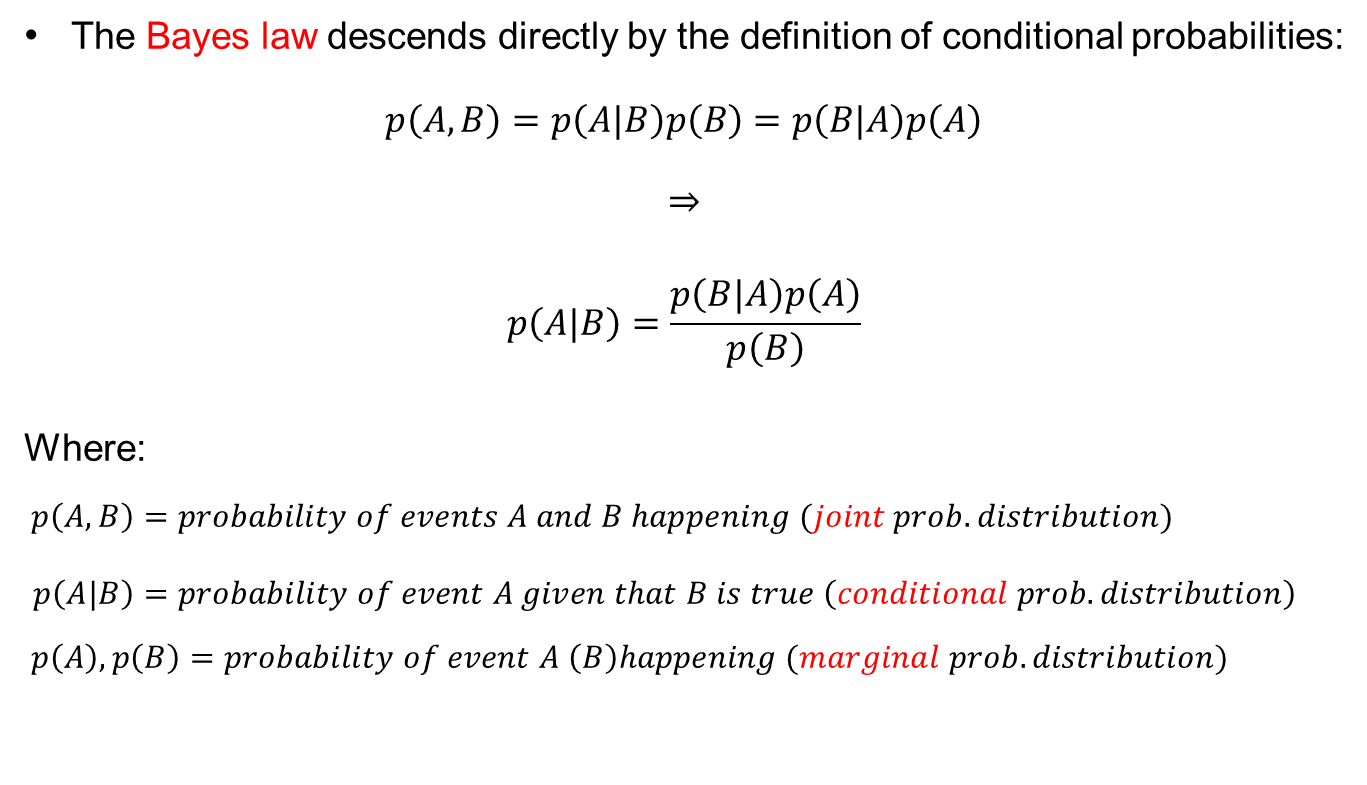 • The Bayes law descends directly by the definition of conditional probabilities:
p(A, B) = p(A|B)p(B) = p(B|A)p(A)
⇒
p(A|B) = p(B|A)p(A) / p(B)
Where:
p(A, B) = probability of events A and B happening (joint prob. distribution)
p(A|B) = probability of event A given that B is true (conditional prob. distribution)
p(A), p(B) = probability of event A (B)happening (marginal prob. distribution)